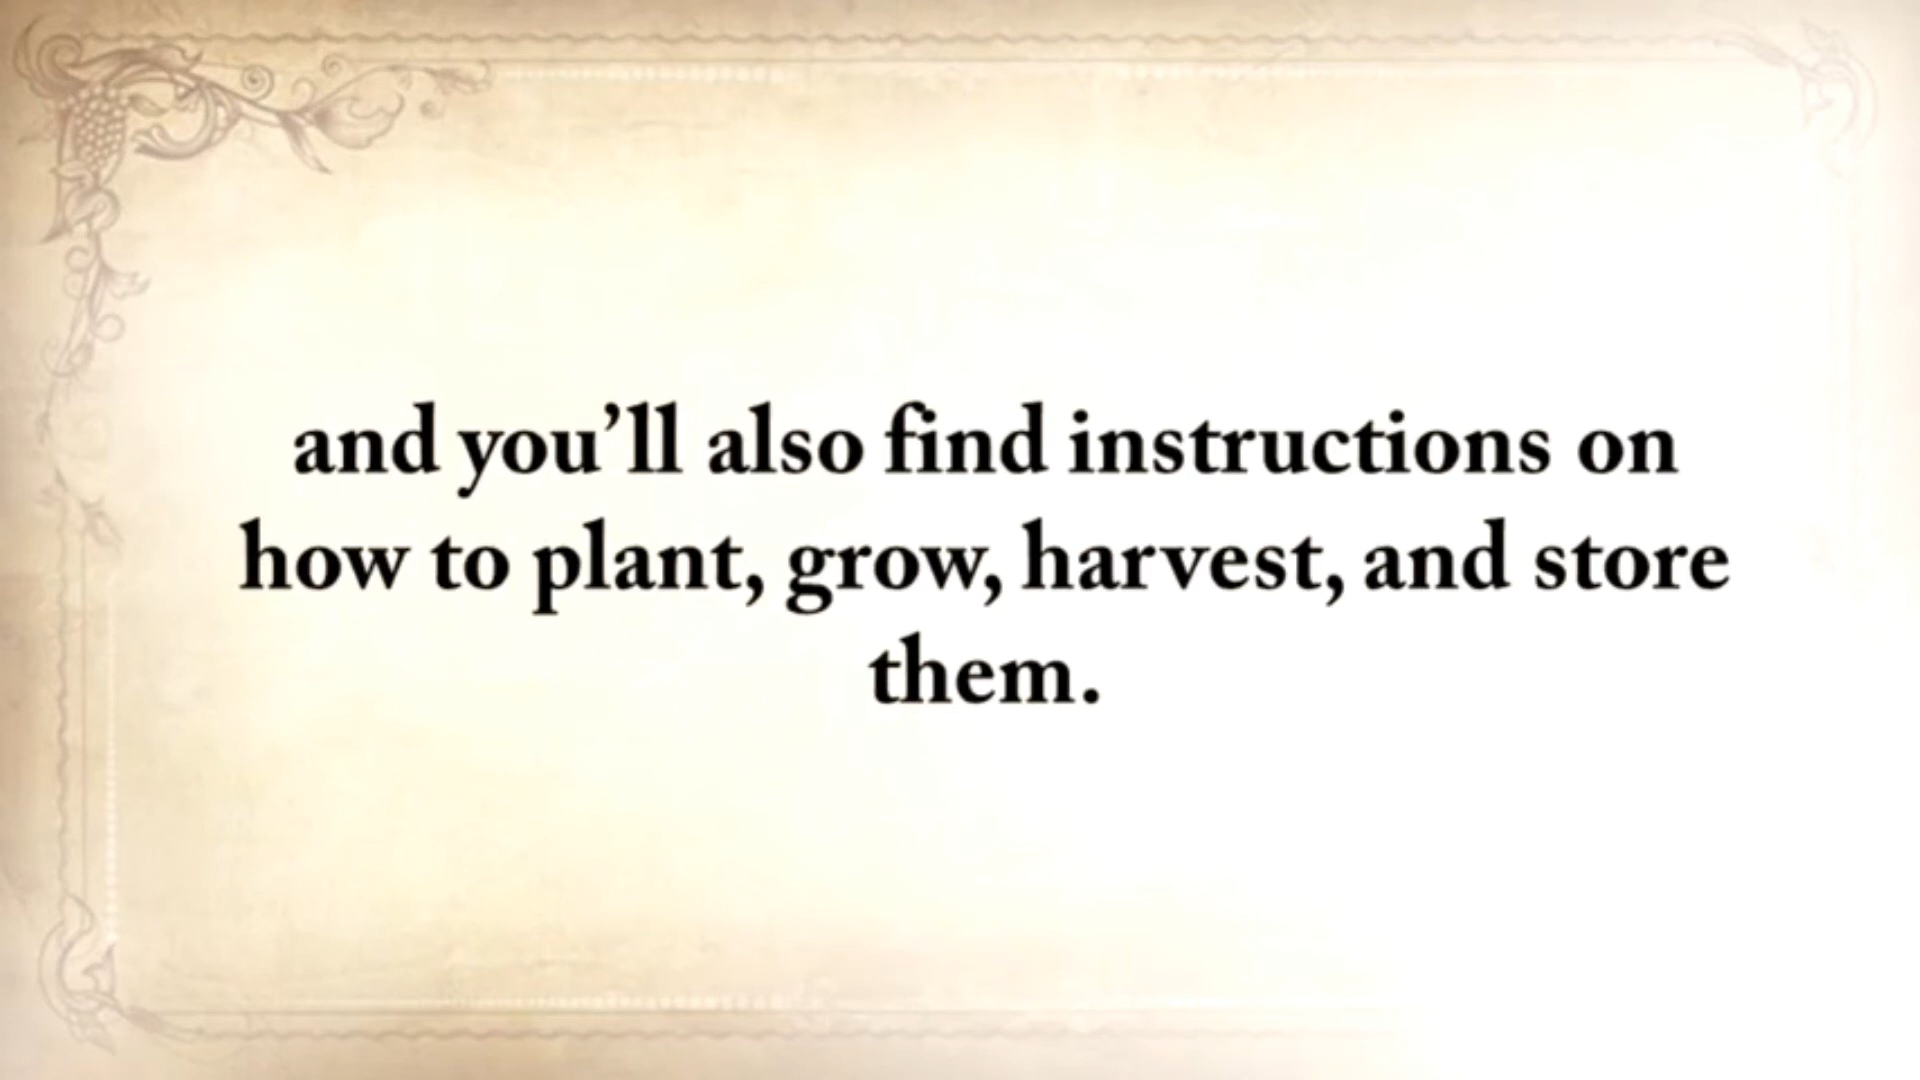 and you’ll also find instructions on
how to plant, grow, harvest, and store
them.